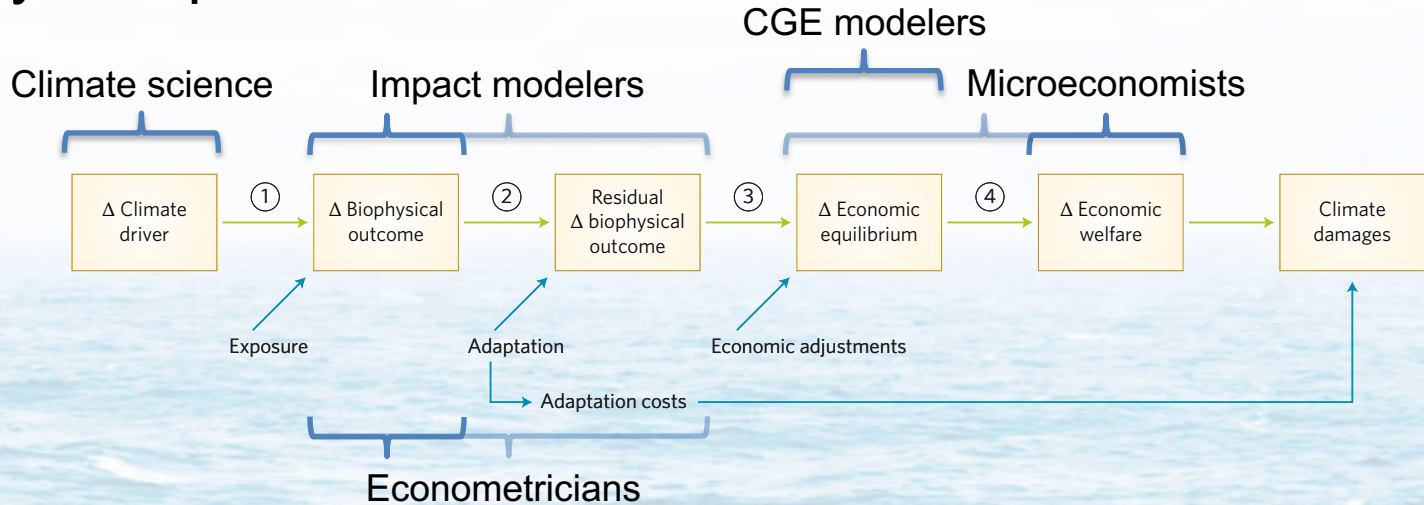 CGE modelers
Climate science
Impact modelers
Microeconomists
Δ Climate
driver
①
Δ Biophysical
outcome
②
Residual
Δ biophysical
outcome
③
Δ Economic
equilibrium
④
Δ Economic
welfare
Climate
damages
Exposure
Adaptation
Economic adjustments
Adaptation costs
Econometricians